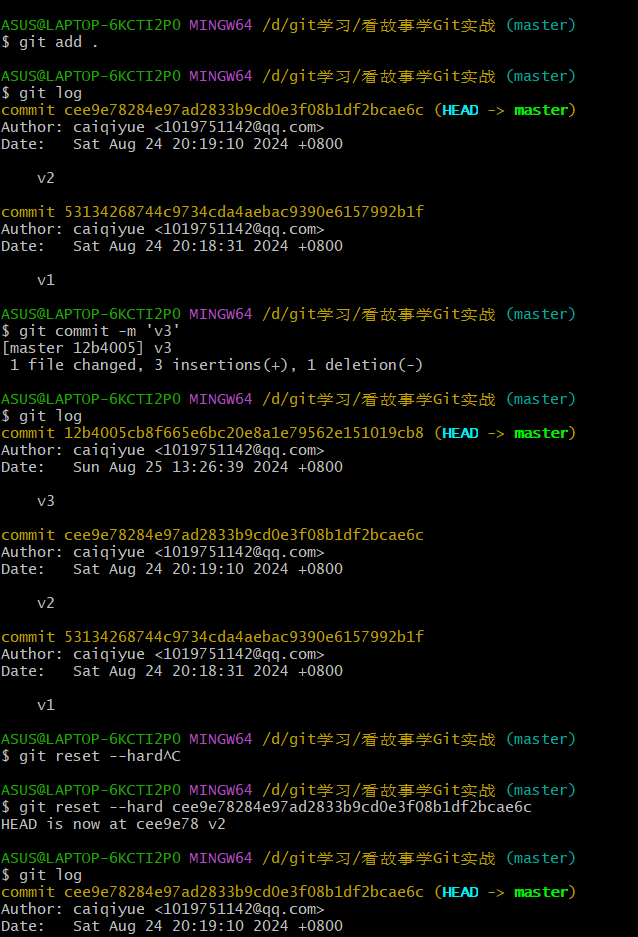 ASUS@LAPTOP-6KCTI2P0 MINGW64 /d/git学习/看故事学Git实战 (master)
$ git add .
ASUS@LAPTOP-6KCTI2P0 MINGW64 /d/git学习/看故事学Git实战 (master)
$ git log
commit cee9e78284e97ad2833b9cd0e3f08b1df2bcae6c (HEAD -> master)
Author: caiqiyue <1019751142@qq.com>
Date:   Sat Aug 24 20:19:10 2024 +0800
    v2
commit 53134268744c9734cda4aebac9390e6157992b1f
Author: caiqiyue <1019751142@qq.com>
Date:   Sat Aug 24 20:18:31 2024 +0800
    v1
ASUS@LAPTOP-6KCTI2P0 MINGW64 /d/git学习/看故事学Git实战 (master)
$ git commit -m 'v3'
[master 12b4005] v3
 1 file changed, 3 insertions(+), 1 deletion(-)
ASUS@LAPTOP-6KCTI2P0 MINGW64 /d/git学习/看故事学Git实战 (master)
$ git log
commit 12b4005cb8f665e6bc20e8a1e79562e151019cb8 (HEAD -> master)
Author: caiqiyue <1019751142@qq.com>
Date:   Sun Aug 25 13:26:39 2024 +0800
    v3
commit cee9e78284e97ad2833b9cd0e3f08b1df2bcae6c
Author: caiqiyue <1019751142@qq.com>
Date:   Sat Aug 24 20:19:10 2024 +0800
    v2
commit 53134268744c9734cda4aebac9390e6157992b1f
Author: caiqiyue <1019751142@qq.com>
Date:   Sat Aug 24 20:18:31 2024 +0800
    v1
ASUS@LAPTOP-6KCTI2P0 MINGW64 /d/git学习/看故事学Git实战 (master)
$ git reset --hard^C
ASUS@LAPTOP-6KCTI2P0 MINGW64 /d/git学习/看故事学Git实战 (master)
$ git reset --hard cee9e78284e97ad2833b9cd0e3f08b1df2bcae6c
HEAD is now at cee9e78 v2
ASUS@LAPTOP-6KCTI2P0 MINGW64 /d/git学习/看故事学Git实战 (master)
$ git log
commit cee9e78284e97ad2833b9cd0e3f08b1df2bcae6c (HEAD -> master)
Author: caiqiyue <1019751142@qq.com>
Date:   Sat Aug 24 20:19:10 2024 +0800